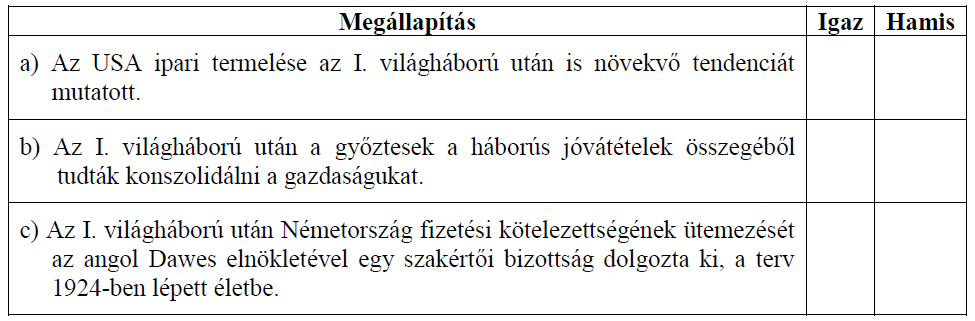 Megállapítás Igaz Hamis
a) Az USA ipari termelése az I. világháború után is növekvő tendenciát
mutatott.
b) Az I. világháború után a győztesek a háborús jóvátételek összegéből
tudták konszolidálni a gazdaságukat.
c) Az I. világháború után Németország fizetési kötelezettségének ütemezését
az angol Dawes elnökletével egy szakértői bizottság dolgozta ki, a terv
1924-ben lépett életbe.